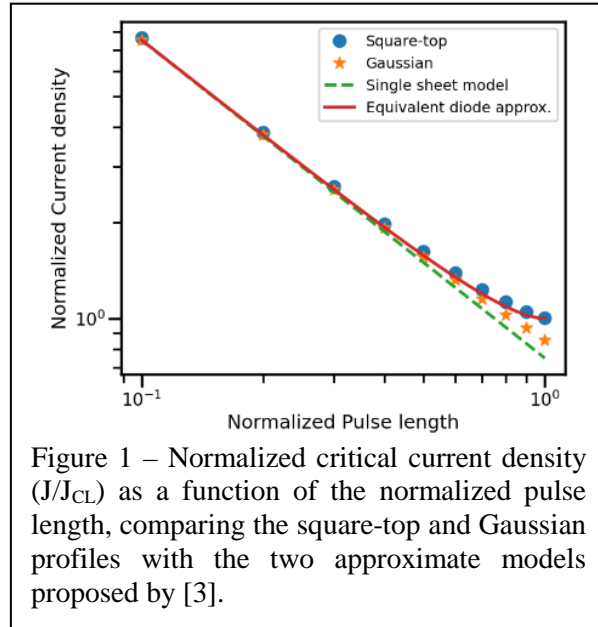 Normalized Current density
10⁰
Square-top
Gaussian
Single sheet model
Equivalent diode approx.
10⁻¹
10⁰
Normalized Pulse length
Figure 1 – Normalized critical current density
(J/J_CL) as a function of the normalized pulse
length, comparing the square-top and Gaussian
profiles with the two approximate models
proposed by [3].